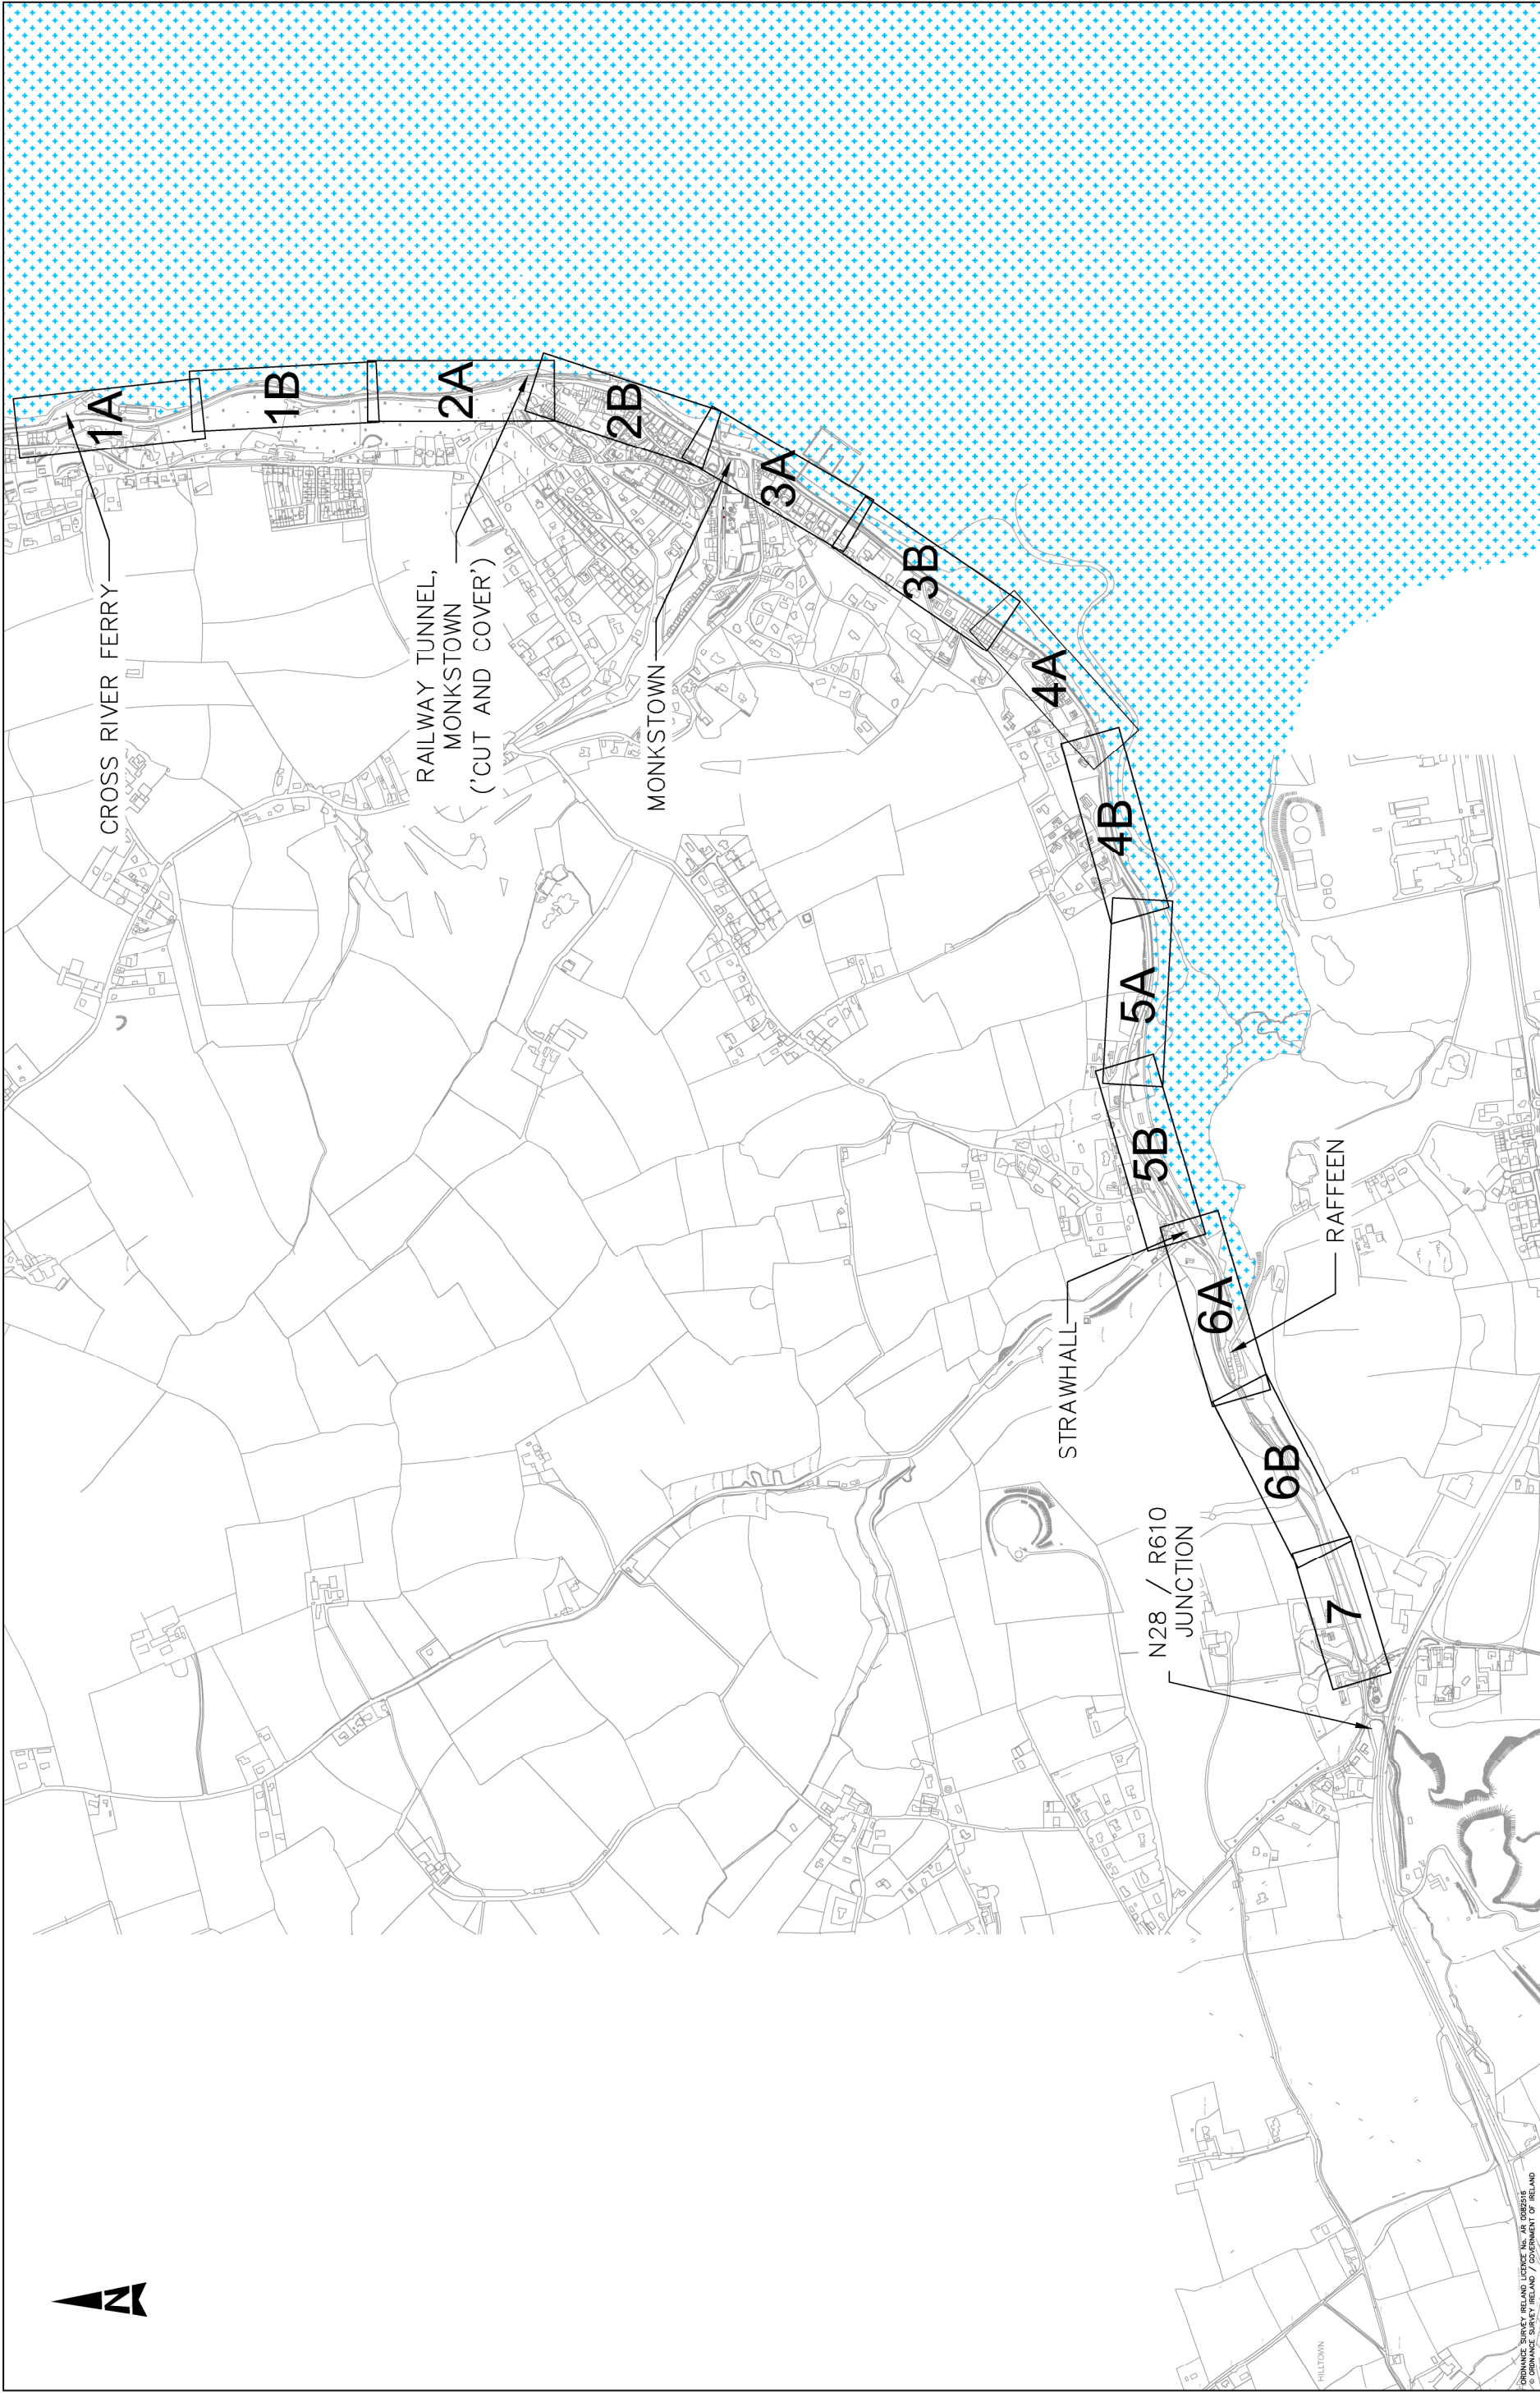 CROSS RIVER FERRY
1A
1B
RAILWAY TUNNEL,
MONKSTOWN
('CUT AND COVER')
2A
2B
MONKSTOWN
3A
3B
4A
4B
5A
5B
STRAWHALL
6A
RAFFEEN
6B
N28 / R610
JUNCTION
7
N
HILLTOWN
ORDNANCE SURVEY IRELAND LICENCE No. AR 0082516
© ORDNANCE SURVEY IRELAND / GOVERNMENT OF IRELAND